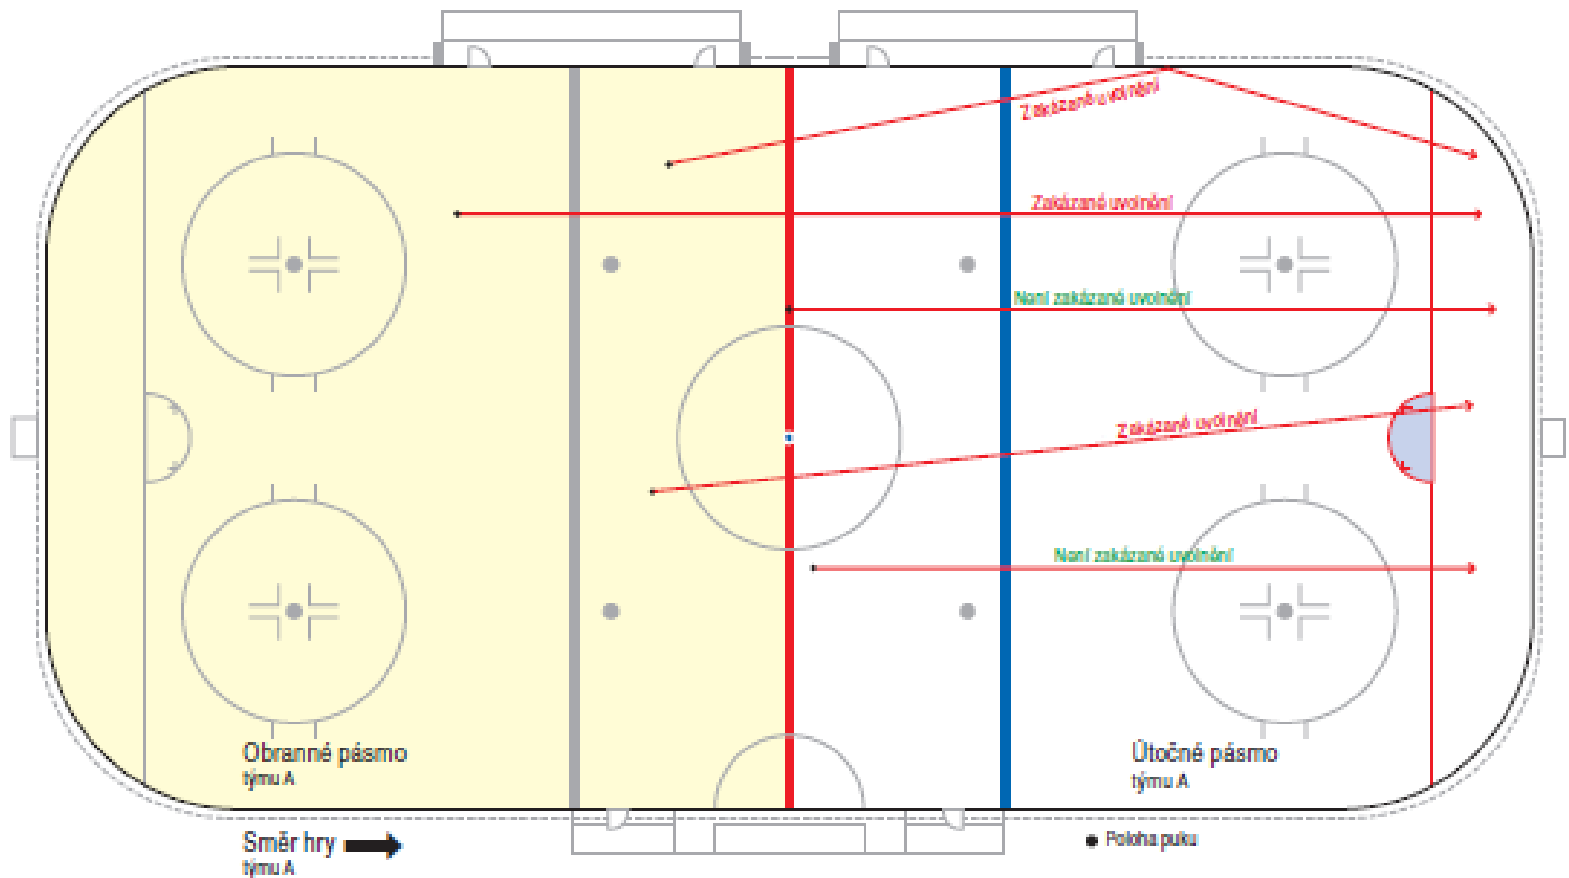 Zakázané uvolnění
Zakázané uvolnění
Není zakázané uvolnění
Zakázané uvolnění
Není zakázané uvolnění
Obranné pásmo
týmu A
Útočné pásmo
týmu A
Směr hry
týmu A
Poloha puku